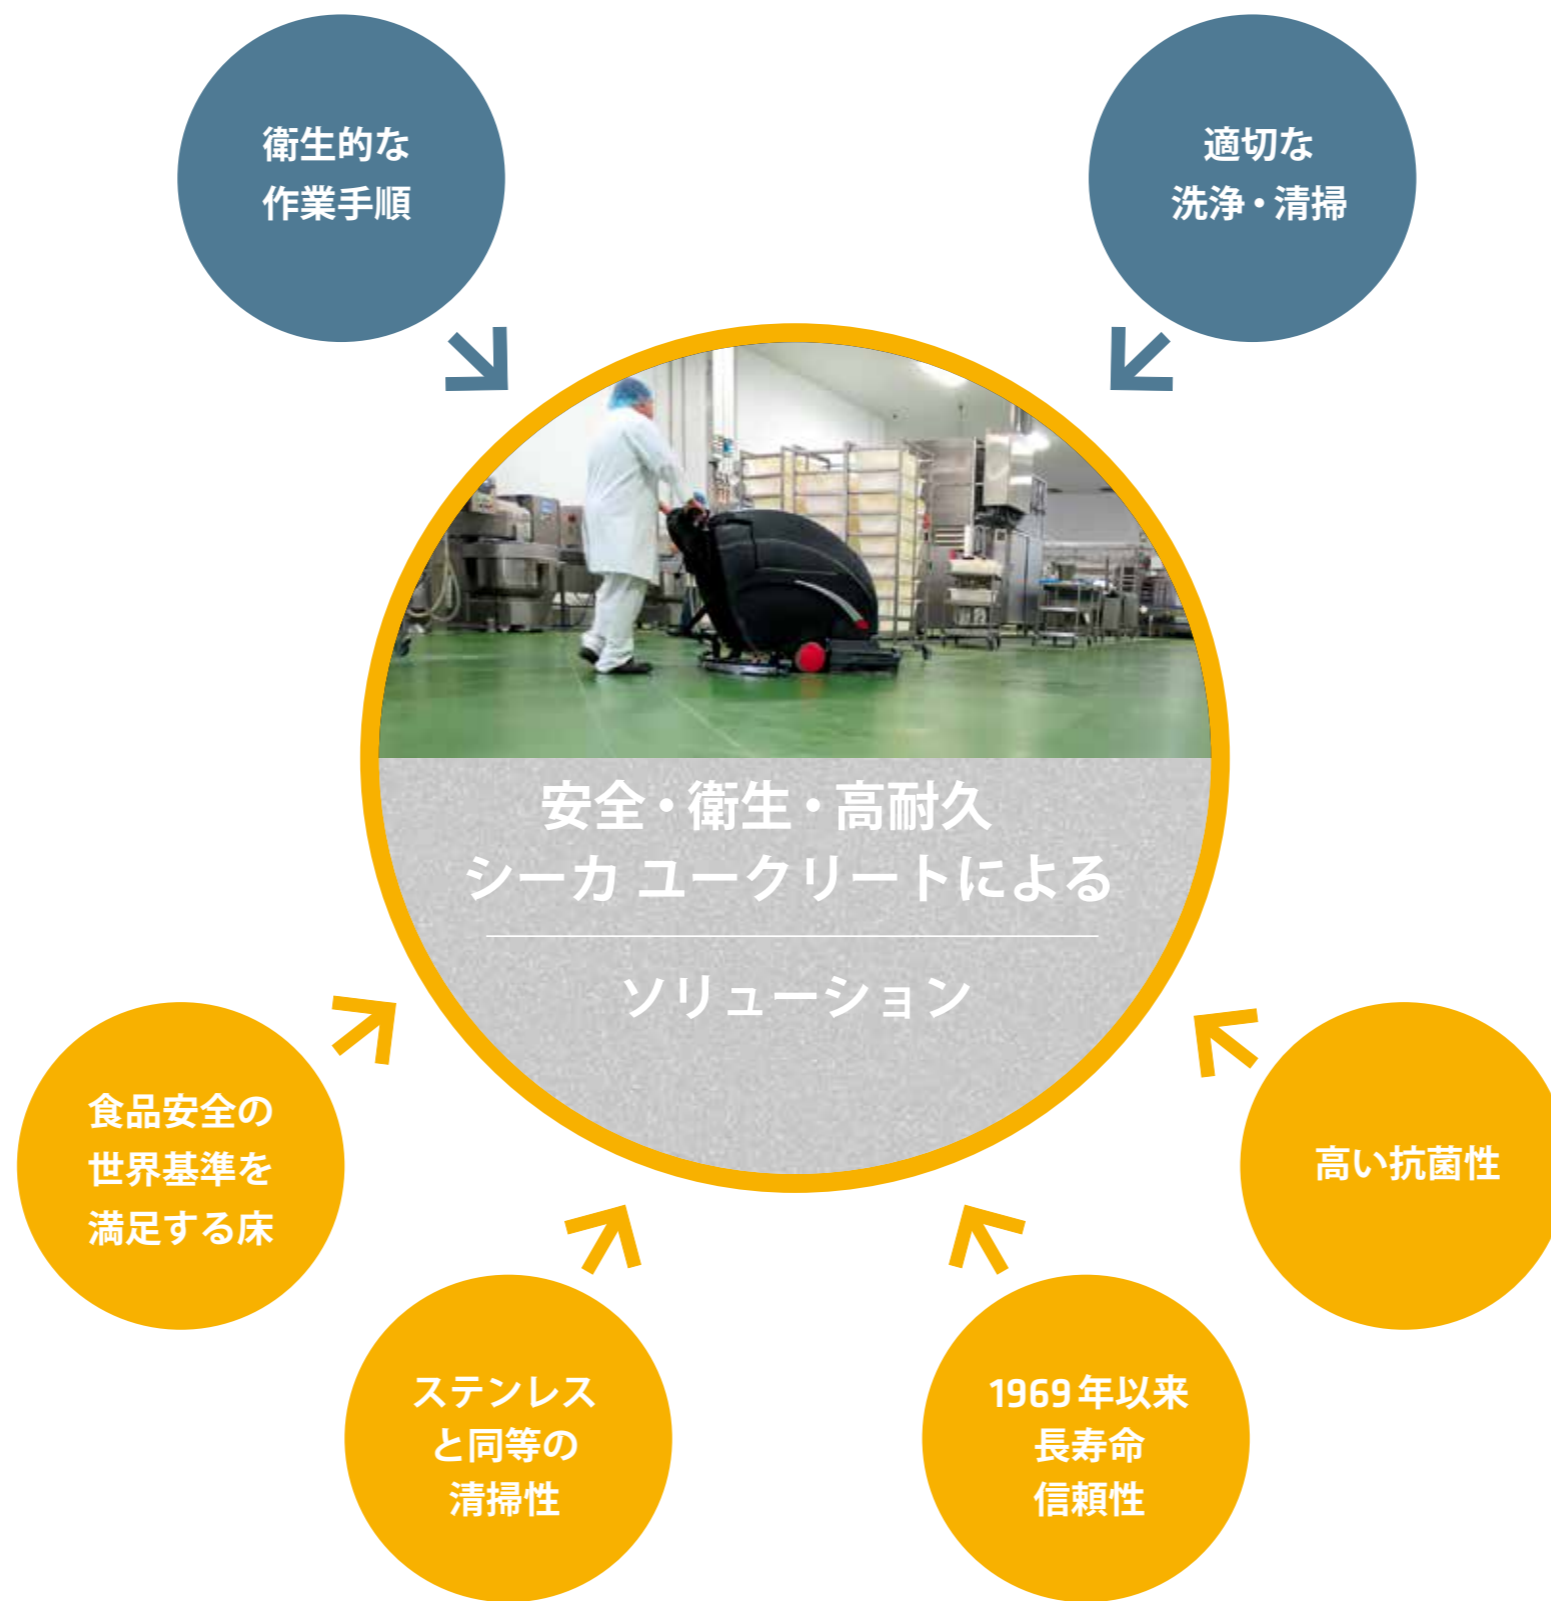 衛生的な
作業手順
適切な
洗浄・清掃
安全・衛生・高耐久
シーカ ユークリートによる
ソリューション
食品安全の
世界基準を
満足する床
ステンレス
と同等の
清掃性
1969年以来
長寿命
信頼性
高い抗菌性